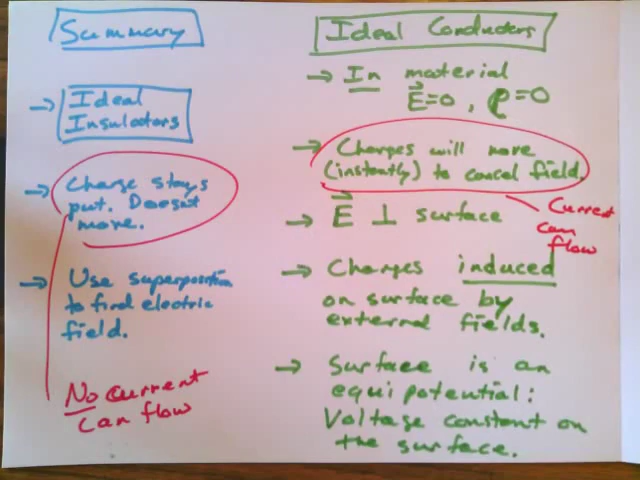 Summary
→ Ideal
Insulators
→ Charge stays
put. Doesn't
move.
→ Use superposition
to find electric
field.
No current
can flow
Ideal Conductors
→ In material
E⃗=0, ρ=0
→ Charges will move
(instantly) to cancel field.
Current
can
flow
→ E⃗ ⊥ surface
→ Charges induced
on surface by
external fields.
→ Surface is an
equipotential:
Voltage constant on
the surface.